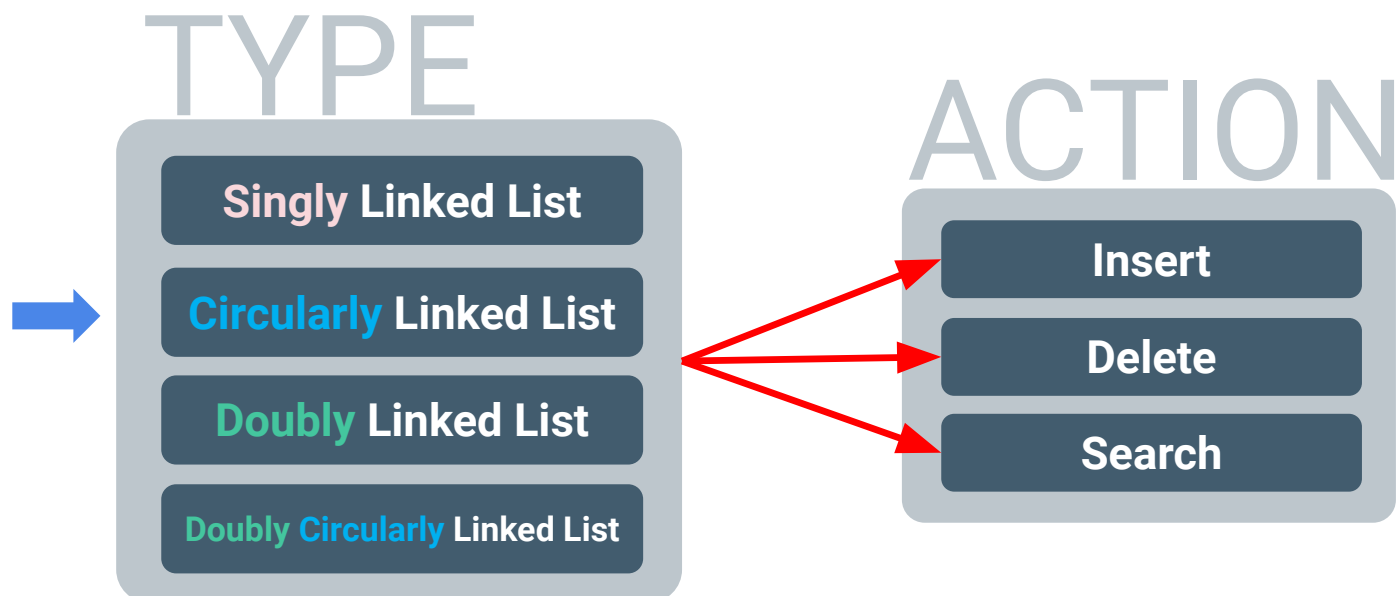 TYPE
Singly Linked List
Circularly Linked List
Doubly Linked List
Doubly Circularly Linked List
ACTION
Insert
Delete
Search